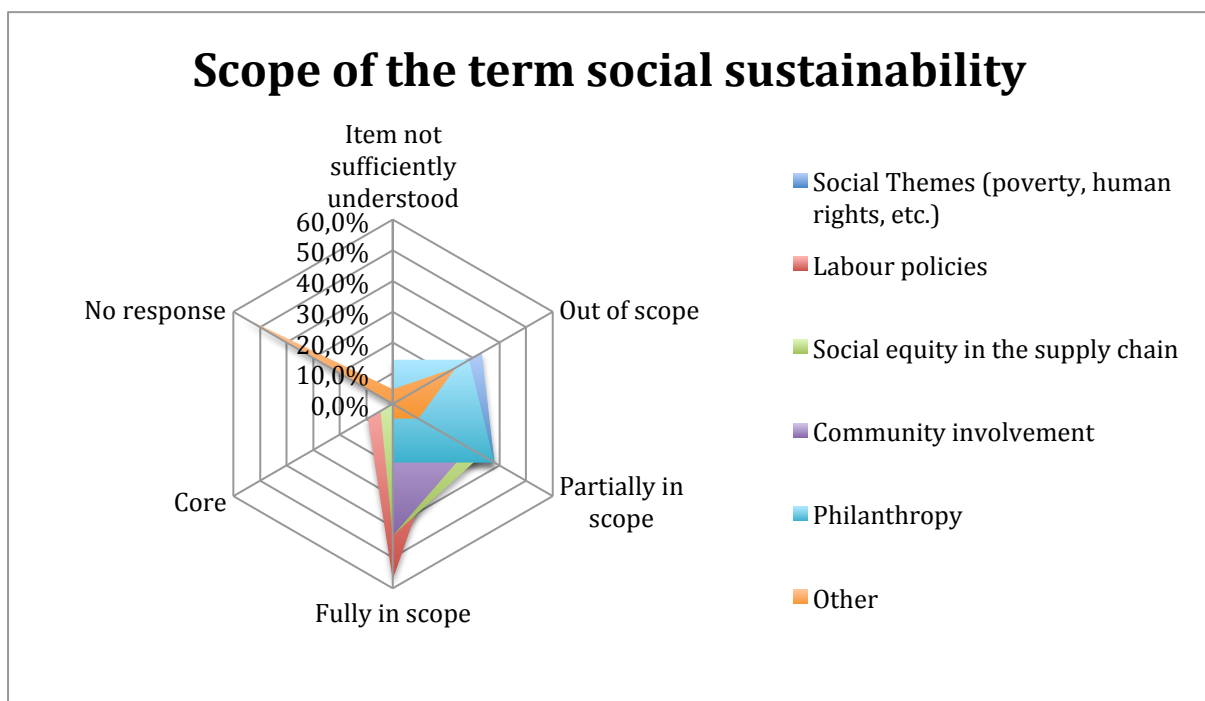 Scope of the term social sustainability
Item not
sufficiently
understood
60,0%
50,0%
40,0%
30,0%
20,0%
10,0%
0,0%
No response
Out of scope
Core
Partially in
scope
Fully in scope
Social Themes (poverty, human
rights, etc.)
Labour policies
Social equity in the supply chain
Community involvement
Philanthropy
Other